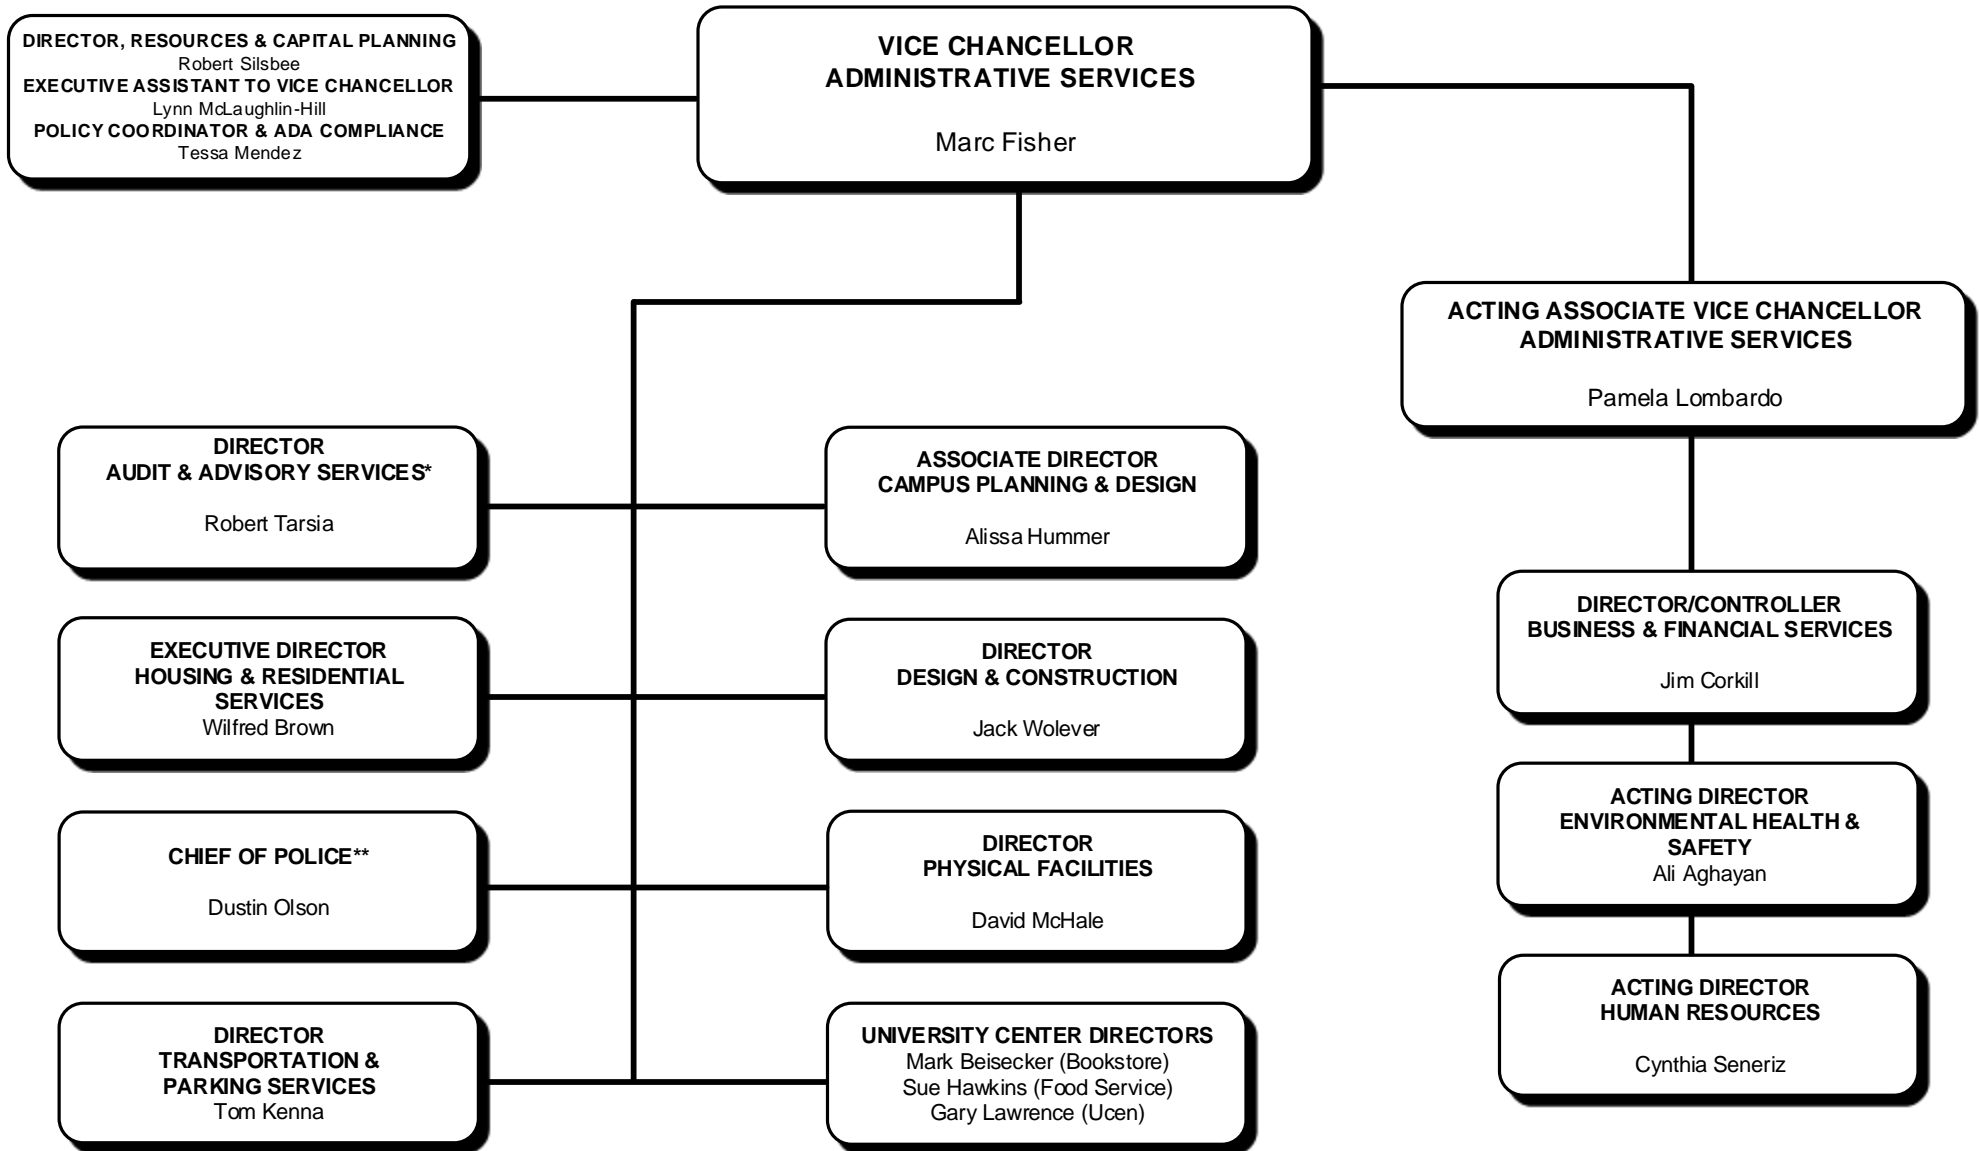 DIRECTOR, RESOURCES & CAPITAL PLANNING
Robert Silsbee
EXECUTIVE ASSISTANT TO VICE CHANCELLOR
Lynn McLaughlin-Hill
POLICY COORDINATOR & ADA COMPLIANCE
Tessa Mendez
VICE CHANCELLOR
ADMINISTRATIVE SERVICES
Marc Fisher
ACTING ASSOCIATE VICE CHANCELLOR
ADMINISTRATIVE SERVICES
Pamela Lombardo
DIRECTOR
AUDIT & ADVISORY SERVICES*
Robert Tarsia
ASSOCIATE DIRECTOR
CAMPUS PLANNING & DESIGN
Alissa Hummer
EXECUTIVE DIRECTOR
HOUSING & RESIDENTIAL
SERVICES
Wilfred Brown
DIRECTOR
DESIGN & CONSTRUCTION
Jack Wolever
CHIEF OF POLICE**
Dustin Olson
DIRECTOR
PHYSICAL FACILITIES
David McHale
DIRECTOR
TRANSPORTATION &
PARKING SERVICES
Tom Kenna
UNIVERSITY CENTER DIRECTORS
Mark Beisecker (Bookstore)
Sue Hawkins (Food Service)
Gary Lawrence (Ucen)
DIRECTOR/CONTROLLER
BUSINESS & FINANCIAL SERVICES
Jim Corkill
ACTING DIRECTOR
ENVIRONMENTAL HEALTH &
SAFETY
Ali Aghayan
ACTING DIRECTOR
HUMAN RESOURCES
Cynthia Seneriz